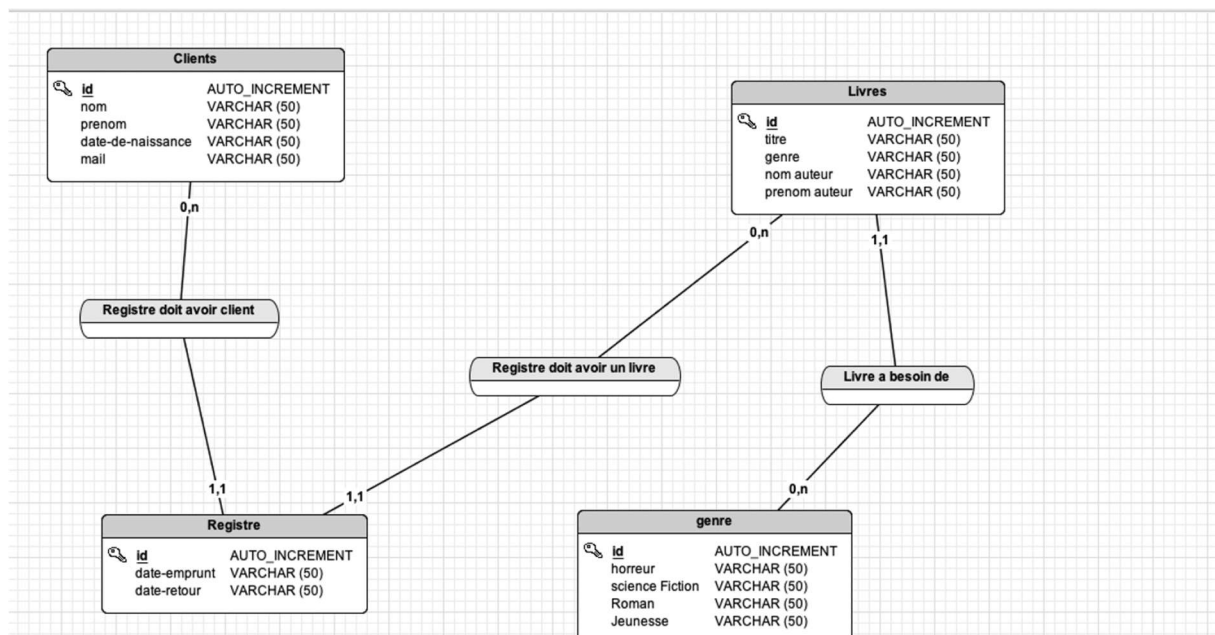 Clients
id AUTO_INCREMENT
nom VARCHAR (50)
prenom VARCHAR (50)
date-de-naissance VARCHAR (50)
mail VARCHAR (50)
Livres
id AUTO_INCREMENT
titre VARCHAR (50)
genre VARCHAR (50)
nom auteur VARCHAR (50)
prenom auteur VARCHAR (50)
0,n
0,n
1,1
Registre doit avoir client
Registre doit avoir un livre
Livre a besoin de
1,1
1,1
0,n
Registre
id AUTO_INCREMENT
date-emprunt VARCHAR (50)
date-retour VARCHAR (50)
genre
id AUTO_INCREMENT
horreur VARCHAR (50)
science Fiction VARCHAR (50)
Roman VARCHAR (50)
Jeunesse VARCHAR (50)